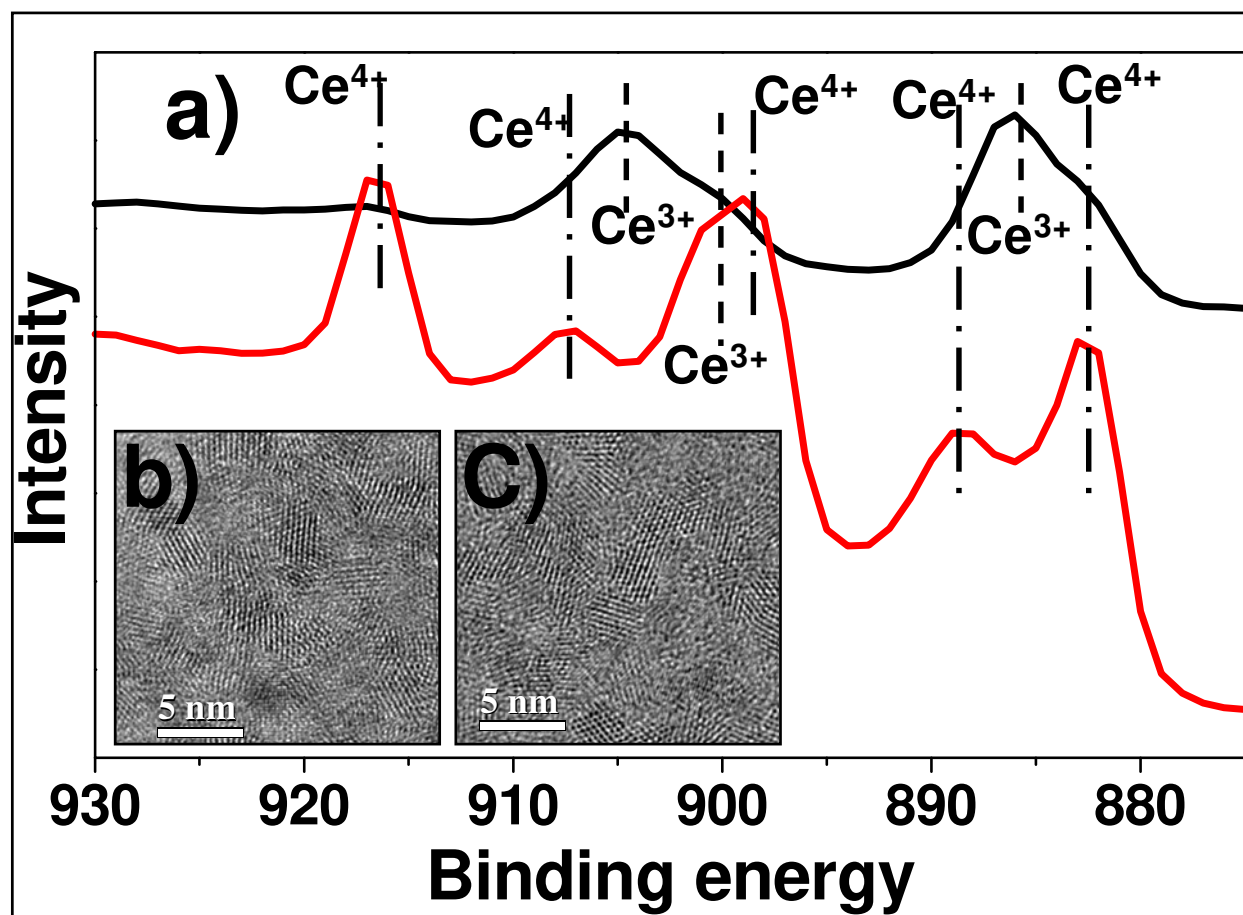 a)
Ce4+
Ce4+
Ce4+
Ce4+
Ce4+
Ce3+
Ce3+
Ce3+
Intensity
b)
C)
5 nm
5 nm
930
920
910
900
890
880
Binding energy